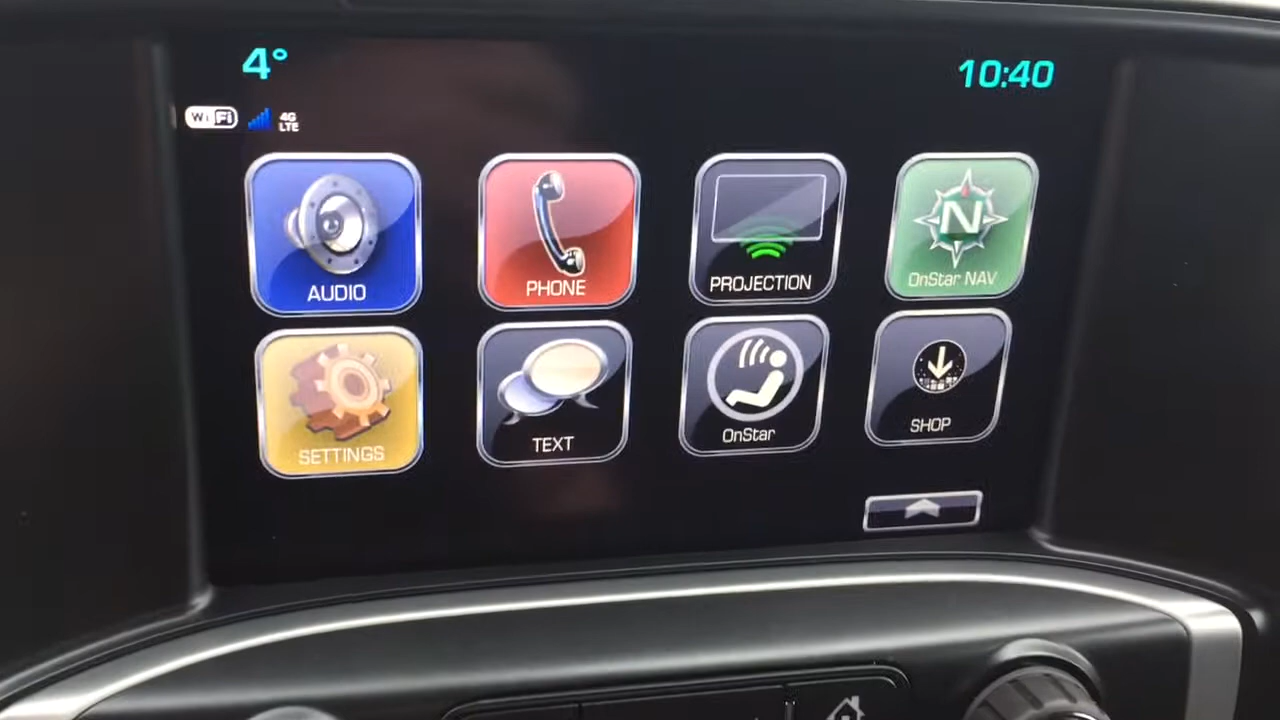 4°
10:40
WiFi
4G
LTE
AUDIO
PHONE
PROJECTION
N
OnStar NAV
SETTINGS
TEXT
OnStar
SHOP